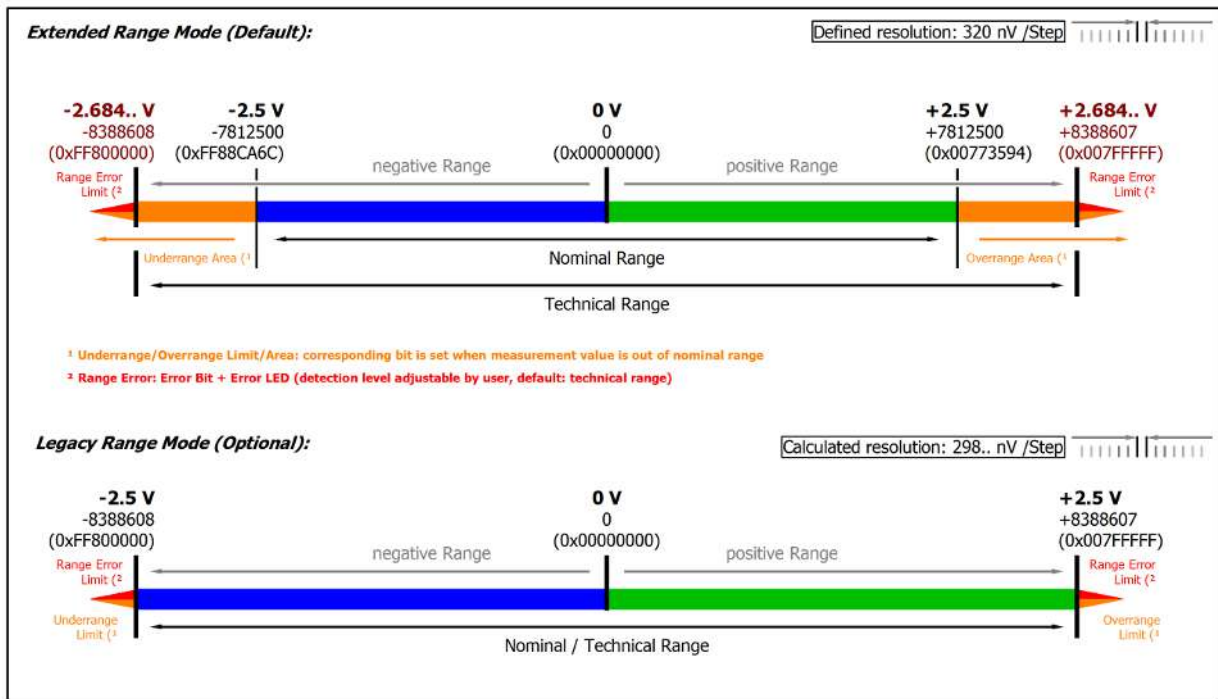 Extended Range Mode (Default):
Defined resolution: 320 nV /Step
-2.684.. V
-2.5 V
0 V
+2.5 V
+2.684.. V
-8388608
-7812500
0
+7812500
+8388607
(0xFF800000)
(0xFF88CA6C)
(0x00000000)
(0x00773594)
(0x007FFFFF)
negative Range
positive Range
Range Error
Limit (²
Range Error
Limit (²
Underrange Area (¹
Nominal Range
Overrange Area (¹
Technical Range
¹ Underrange/Overrange Limit/Area: corresponding bit is set when measurement value is out of nominal range
² Range Error: Error Bit + Error LED (detection level adjustable by user, default: technical range)
Legacy Range Mode (Optional):
Calculated resolution: 298.. nV /Step
-2.5 V
0 V
+2.5 V
-8388608
0
+8388607
(0xFF800000)
(0x00000000)
(0x007FFFFF)
negative Range
positive Range
Range Error
Limit (²
Range Error
Limit (²
Underrange
Limit (¹
Overrange
Limit (¹
Nominal / Technical Range